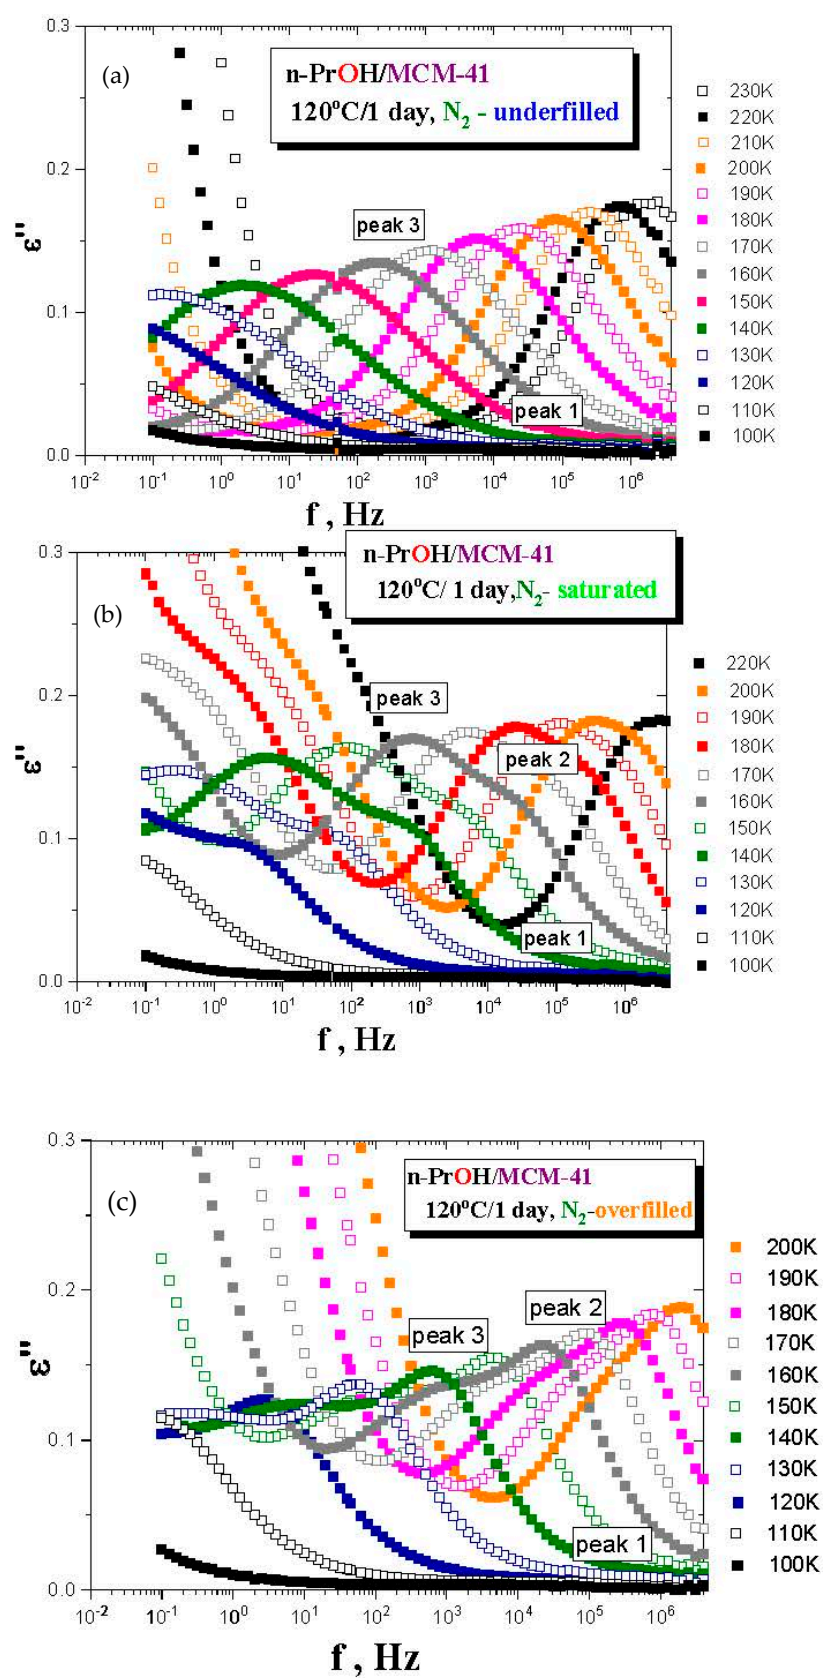 (a)
n-PrOH/MCM-41
120°C/1 day, N₂ - underfilled
peak 3
peak 1
ε''
0.3
0.2
0.1
0.0
10⁻² 10⁻¹ 10⁰ 10¹ 10² 10³ 10⁴ 10⁵ 10⁶
f , Hz
230K
220K
210K
200K
190K
180K
170K
160K
150K
140K
130K
120K
110K
100K
(b)
n-PrOH/MCM-41
120°C/ 1 day,N₂- saturated
peak 3
peak 2
peak 1
ε''
0.3
0.2
0.1
0.0
10⁻² 10⁻¹ 10⁰ 10¹ 10² 10³ 10⁴ 10⁵ 10⁶
f , Hz
220K
200K
190K
180K
170K
160K
150K
140K
130K
120K
110K
100K
(c)
n-PrOH/MCM-41
120°C/1 day, N₂-overfilled
peak 2
peak 3
peak 1
ε''
0.3
0.2
0.1
0.0
10⁻² 10⁻¹ 10⁰ 10¹ 10² 10³ 10⁴ 10⁵ 10⁶
f , Hz
200K
190K
180K
170K
160K
150K
140K
130K
120K
110K
100K